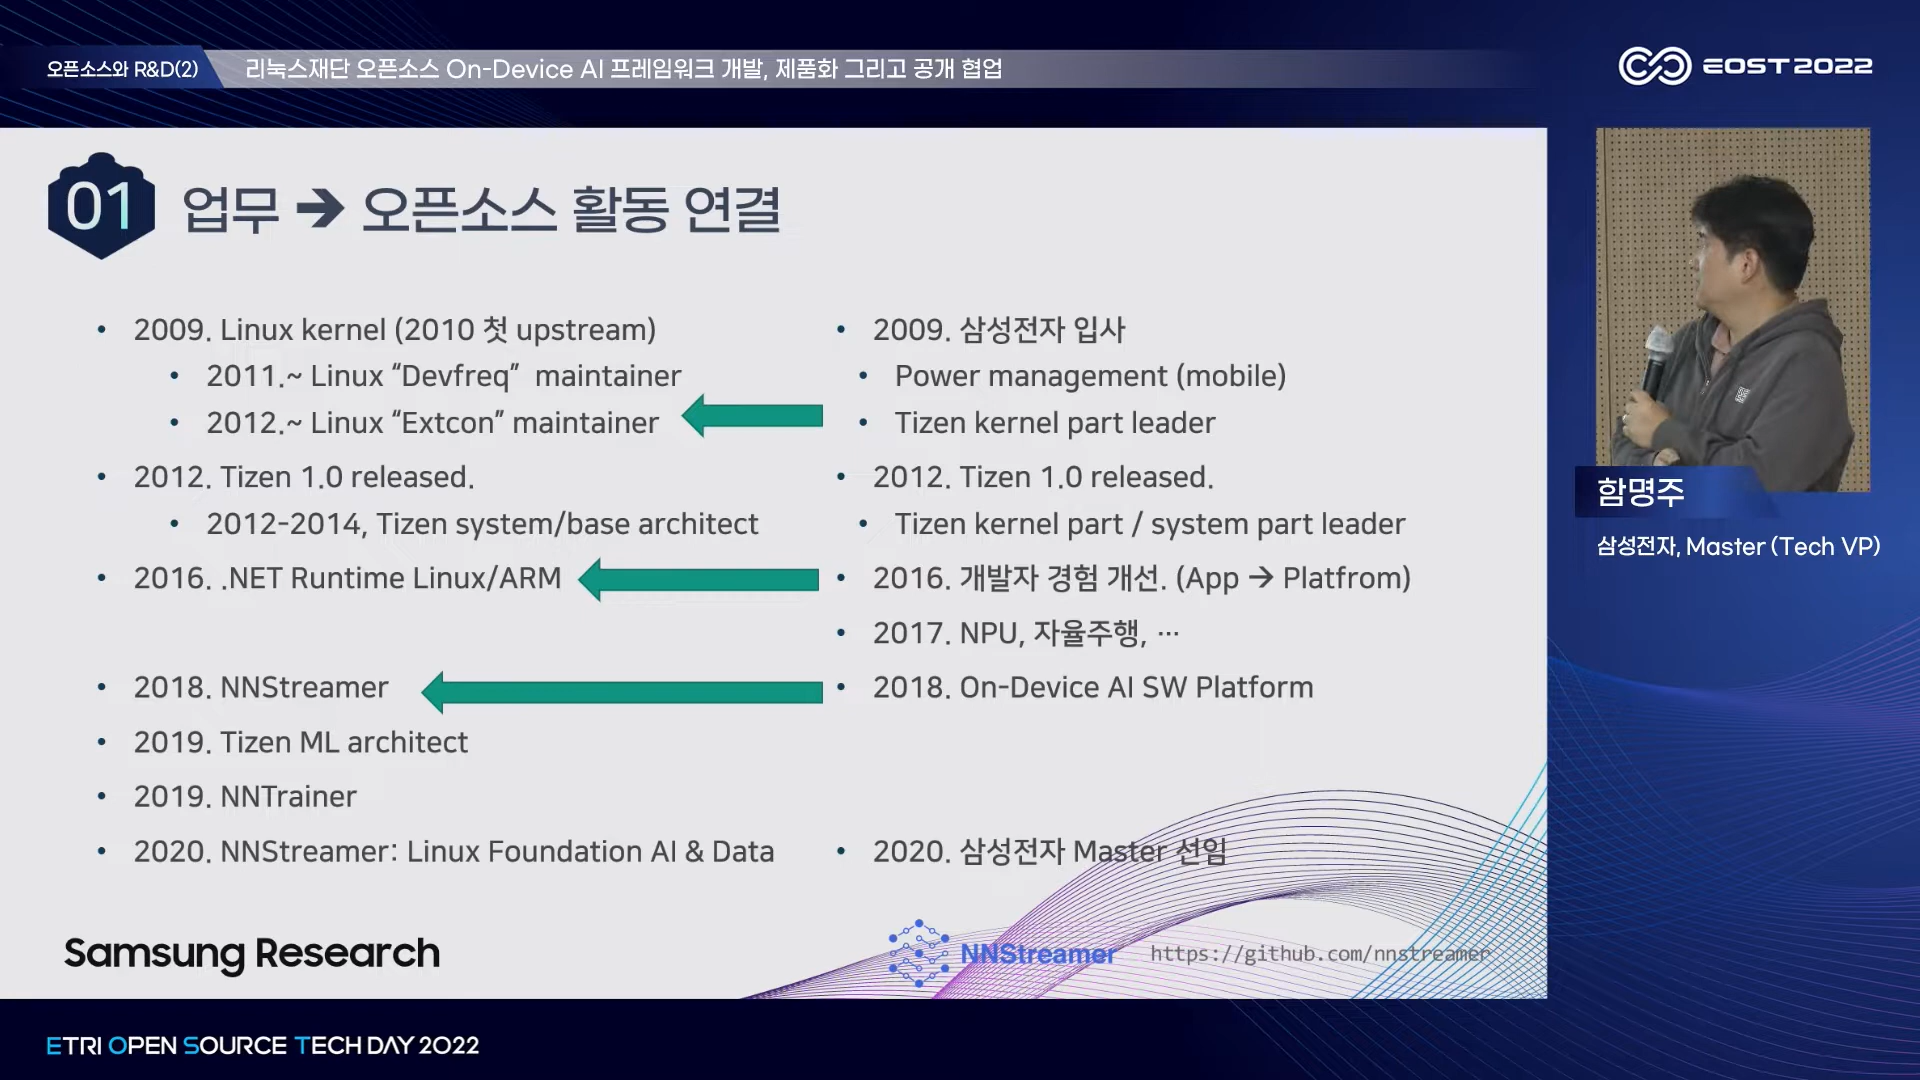 오픈소스와 R&D(2)
리눅스재단 오픈소스 On-Device AI 프레임워크 개발, 제품화 그리고 공개 협업
EOST2022
01
업무 → 오픈소스 활동 연결
• 2009. Linux kernel (2010 첫 upstream)
• 2011.~ Linux “Devfreq” maintainer
• 2012.~ Linux “Extcon” maintainer
• 2012. Tizen 1.0 released.
• 2012-2014, Tizen system/base architect
• 2016. .NET Runtime Linux/ARM
• 2018. NNStreamer
• 2019. Tizen ML architect
• 2019. NNTrainer
• 2020. NNStreamer: Linux Foundation AI & Data
• 2009. 삼성전자 입사
• Power management (mobile)
• Tizen kernel part leader
• 2012. Tizen 1.0 released.
• Tizen kernel part / system part leader
• 2016. 개발자 경험 개선. (App → Platfrom)
• 2017. NPU, 자율주행, ...
• 2018. On-Device AI SW Platform
• 2020. 삼성전자 Master 선임
Samsung Research
NNStreamer
https://github.com/nnstreamer
함명주
삼성전자, Master (Tech VP)
ETRI OPEN SOURCE TECH DAY 2022